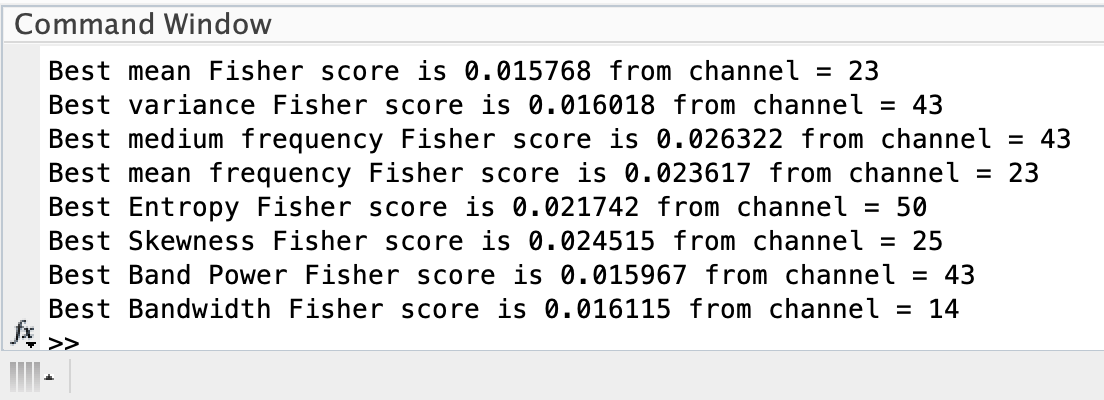 Command Window
Best mean Fisher score is 0.015768 from channel = 23
Best variance Fisher score is 0.016018 from channel = 43
Best medium frequency Fisher score is 0.026322 from channel = 43
Best mean frequency Fisher score is 0.023617 from channel = 23
Best Entropy Fisher score is 0.021742 from channel = 50
Best Skewness Fisher score is 0.024515 from channel = 25
Best Band Power Fisher score is 0.015967 from channel = 43
Best Bandwidth Fisher score is 0.016115 from channel = 14
fx >>